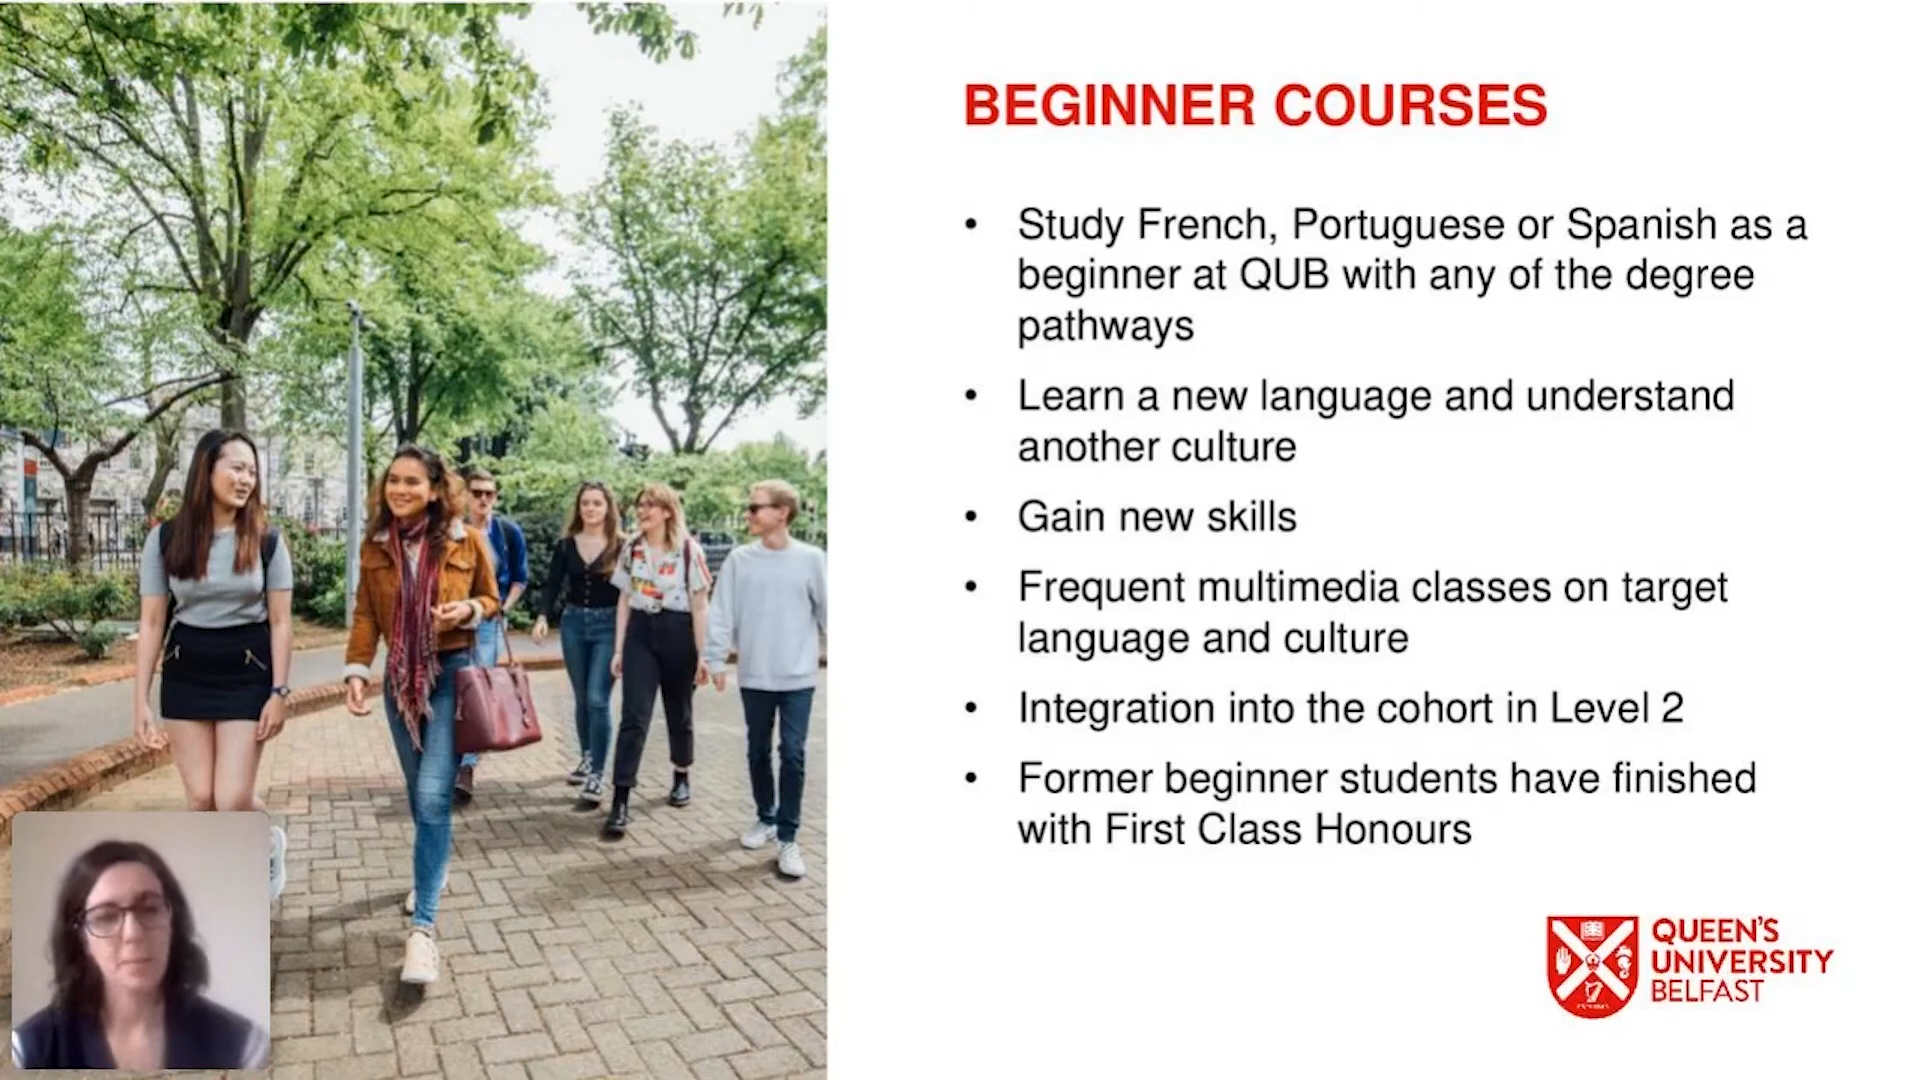 BEGINNER COURSES
• Study French, Portuguese or Spanish as a
beginner at QUB with any of the degree
pathways
• Learn a new language and understand
another culture
• Gain new skills
• Frequent multimedia classes on target
language and culture
• Integration into the cohort in Level 2
• Former beginner students have finished
with First Class Honours
QUEEN'S
UNIVERSITY
BELFAST